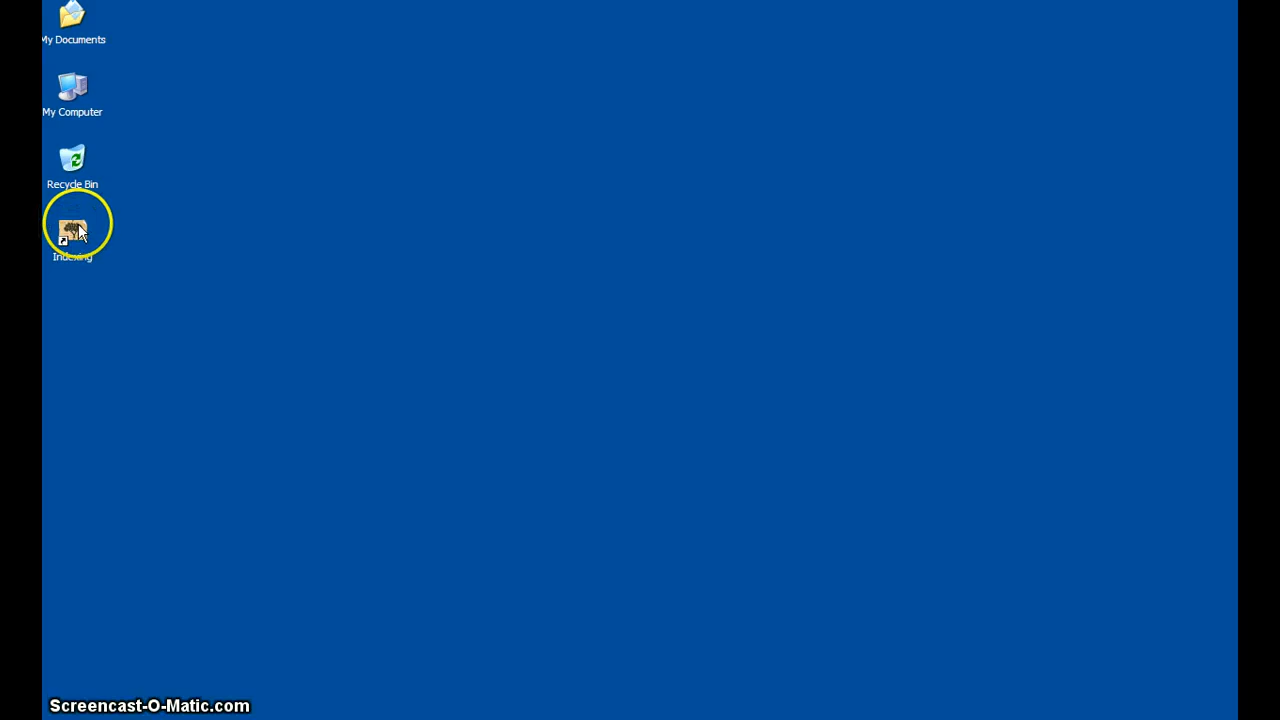 My Documents
My Computer
Recycle Bin
Indexing
Screencast-O-Matic.com